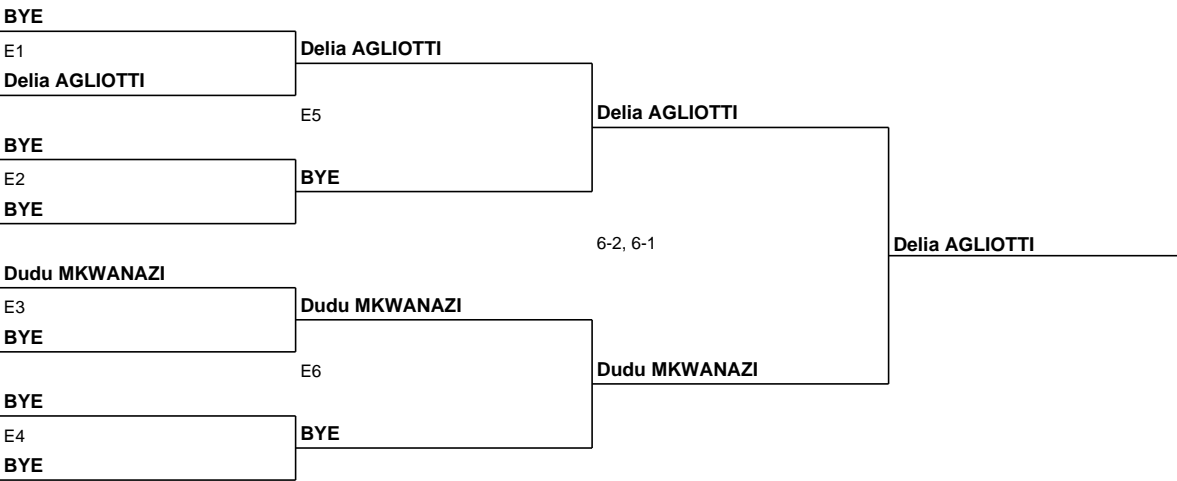 BYE
E1
Delia AGLIOTTI
Delia AGLIOTTI
E5
Delia AGLIOTTI
BYE
E2
BYE
BYE
6-2, 6-1
Delia AGLIOTTI
Dudu MKWANAZI
E3
Dudu MKWANAZI
BYE
E6
Dudu MKWANAZI
BYE
E4
BYE
BYE